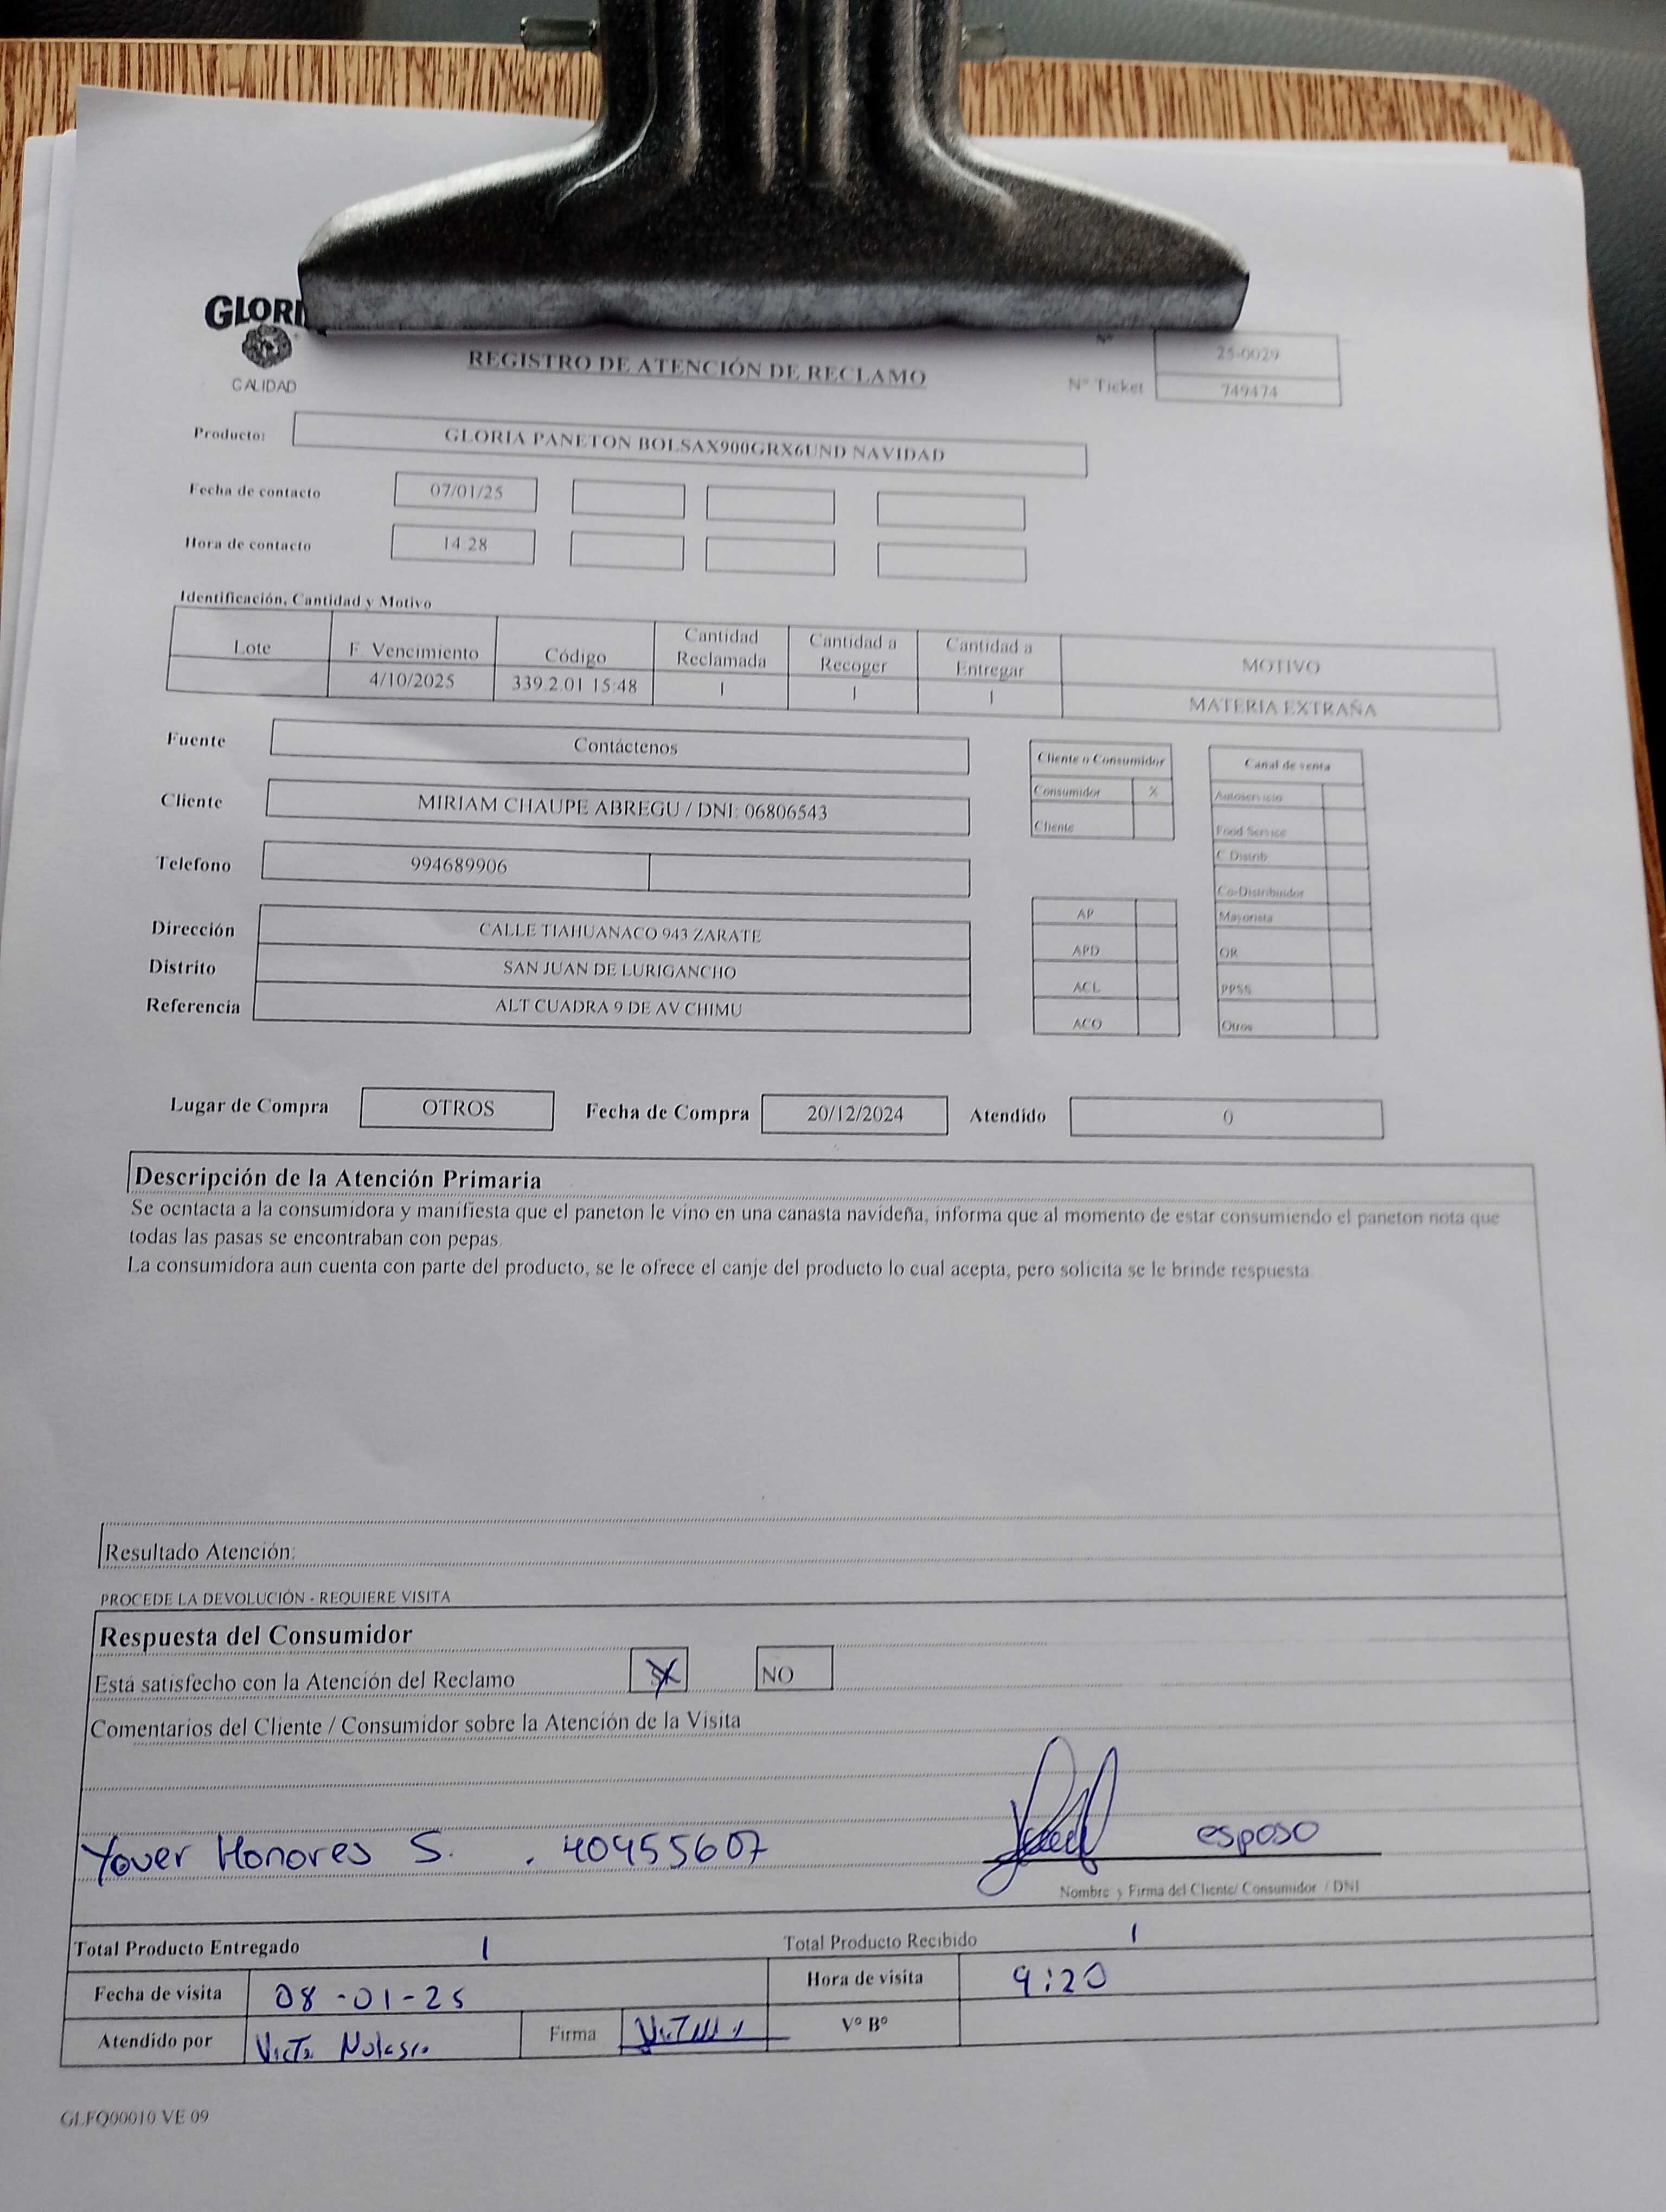 GLORI
CALIDAD
REGISTRO DE ATENCIÓN DE RECLAMO
Nº 25-0029
Nº Ticket 749474
Producto: GLORIA PANETON BOLSAX900GRX6UND NAVIDAD
Fecha de contacto 07/01/25
Hora de contacto 14:28
Identificación, Cantidad y Motivo
Lote F. Vencimiento Código Cantidad Reclamada Cantidad a Recoger Cantidad a Entregar MOTIVO
4/10/2025 339.2.01 15:48 1 1 1 MATERIA EXTRAÑA
Fuente Contáctenos
Cliente MIRIAM CHAUPE ABREGU / DNI: 06806543
Telefono 994689906
Dirección CALLE TIAHUANACO 943 ZARATE
Distrito SAN JUAN DE LURIGANCHO
Referencia ALT CUADRA 9 DE AV CHIMU
Cliente o Consumidor
Consumidor X
Cliente
AP
APD
ACL
ACO
Canal de venta
Autoservicio
Food Service
C Distrib
Co-Distribuidor
Mayorista
OR
PPSS
Otros
Lugar de Compra OTROS Fecha de Compra 20/12/2024 Atendido 0
Descripción de la Atención Primaria
Se ocntacta a la consumidora y manifiesta que el paneton le vino en una canasta navideña, informa que al momento de estar consumiendo el paneton nota que
todas las pasas se encontraban con pepas.
La consumidora aun cuenta con parte del producto, se le ofrece el canje del producto lo cual acepta, pero solicita se le brinde respuesta.
Resultado Atención:
PROCEDE LA DEVOLUCIÓN - REQUIERE VISITA
Respuesta del Consumidor
Está satisfecho con la Atención del Reclamo SI X NO
Comentarios del Cliente / Consumidor sobre la Atención de la Visita
Yover Honores S. . 40455607 esposo
Nombre y Firma del Cliente/ Consumidor / DNI
Total Producto Entregado 1 Total Producto Recibido 1
Fecha de visita 08-01-25 Hora de visita 9:20
Atendido por Firma Vº Bº
GLFQ00010 VE 09